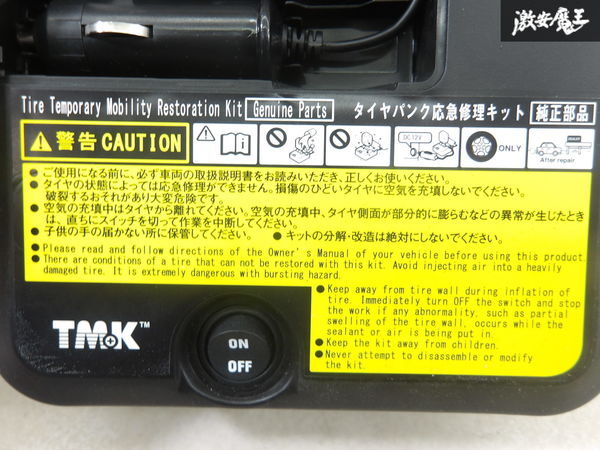 激安魔王
Tire Temporary Mobility Restoration Kit Genuine Parts タイヤパンク応急修理キット 純正部品
警告 CAUTION
DC12V
ONLY
DEALER
After repair
●ご使用になる前に、必ず車両の取扱説明書をお読みいただき、正しくお使いください。
●タイヤの状態によっては応急修理ができません。損傷のひどいタイヤに空気を充填しないでください。
破裂するおそれがあり大変危険です。
●空気の充填中はタイヤから離れてください。空気の充填中、タイヤ側面が部分的に膨らむなどの異常が生じたとき
は、直ちにスイッチを切って作業を中断してください。
●子供の手の届かない所に保管してください。 ●キットの分解・改造は絶対にしないでください。
●Please read and follow directions of the Owner's Manual of your vehicle before using this product.
●There are conditions of a tire that can not be restored with this kit. Avoid injecting air into a heavily
damaged tire. It is extremely dangerous with bursting hazard.
●Keep away from tire wall during inflation of
tire. Immediately turn OFF the switch and stop
the work if any abnormality, such as partial
swelling of the tire wall, occurs while the
sealant or air is being put in.
●Keep the kit away from children.
●Never attempt to disassemble or modify
the kit.
TMK™
ON
OFF